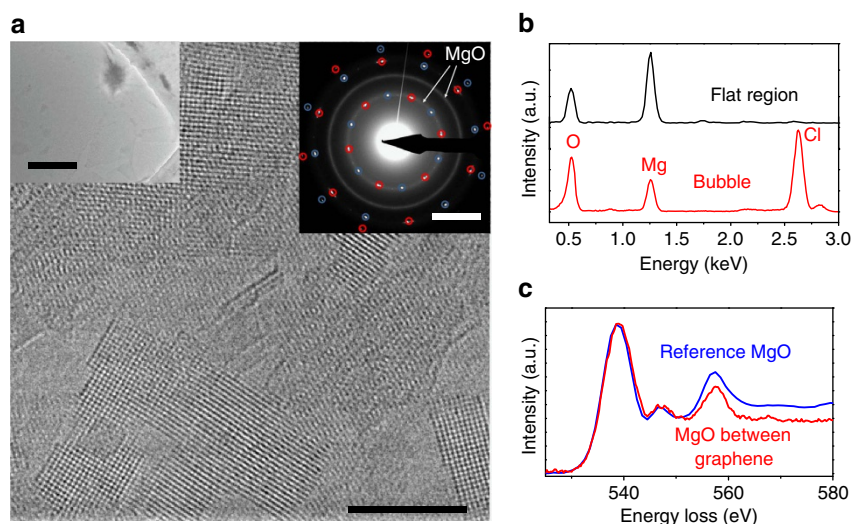 a
MgO
b
Intensity (a.u.)
Flat region
O
Mg
Bubble
Cl
0.5 1.0 1.5 2.0 2.5 3.0
Energy (keV)
c
Intensity (a.u.)
Reference MgO
MgO between
graphene
540 560 580
Energy loss (eV)